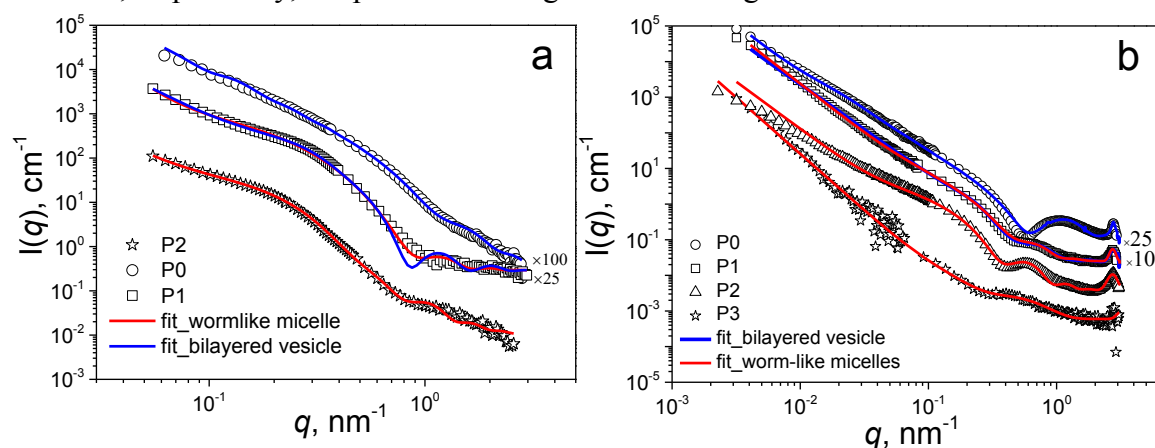 a
I(q), cm⁻¹
10⁵
10⁴
10³
10²
10¹
10⁰
10⁻¹
10⁻²
10⁻³
×100
×25
P2
P0
P1
fit_wormlike micelle
fit_bilayered vesicle
10⁻¹ 10⁰
q, nm⁻¹
b
I(q), cm⁻¹
10⁵
10³
10¹
10⁻¹
10⁻³
10⁻⁵
×25
×10
P0
P1
P2
P3
fit_bilayered vesicle
fit_worm-like micelles
10⁻³ 10⁻² 10⁻¹ 10⁰
q, nm⁻¹